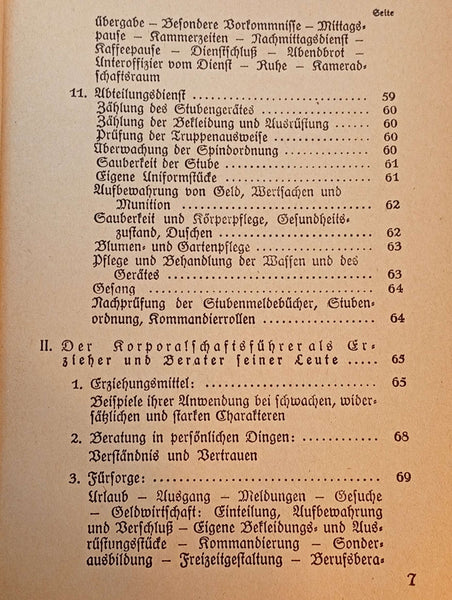 Seite
übergabe – Besondere Vorkommnisse – Mittags-
pause – Kammerzeiten – Nachmittagsdienst –
Kaffeepause – Dienstschluß – Abendbrot –
Unteroffizier vom Dienst – Ruhe – Kamerad-
schaftsraum
11. Abteilungsdienst ........................ 59
Zählung des Stubengerätes ................ 60
Zählung der Bekleidung und Ausrüstung ....... 60
Prüfung der Truppenausweise ............... 60
Überwachung der Spindordnung ............. 60
Sauberkeit der Stube ...................... 61
Eigene Uniformstücke ...................... 61
Aufbewahrung von Geld, Wertsachen und
Munition ............................ 62
Sauberkeit und Körperpflege, Gesundheits-
zustand, Duschen ...................... 62
Blumen- und Gartenpflege .................. 63
Pflege und Behandlung der Waffen und des
Gerätes .............................. 63
Gesang ................................. 64
Nachprüfung der Stubenmeldebücher, Stuben-
ordnung, Kommandierrollen ................ 64
II. Der Korporalschaftsführer als Er-
zieher und Berater seiner Leute ..... 65
1. Erziehungsmittel: ........................ 65
Beispiele ihrer Anwendung bei schwachen, wider-
sätzlichen und starken Charakteren
2. Beratung in persönlichen Dingen: ........... 68
Verständnis und Vertrauen
3. Fürsorge: ............................... 69
Urlaub – Ausgang – Meldungen – Gesuche
– Geldwirtschaft: Einteilung, Aufbewahrung
und Verschluß – Eigene Bekleidungs- und Aus-
rüstungsstücke – Kommandierung – Sonder-
ausbildung – Freizeitgestaltung – Berufsbera-
7